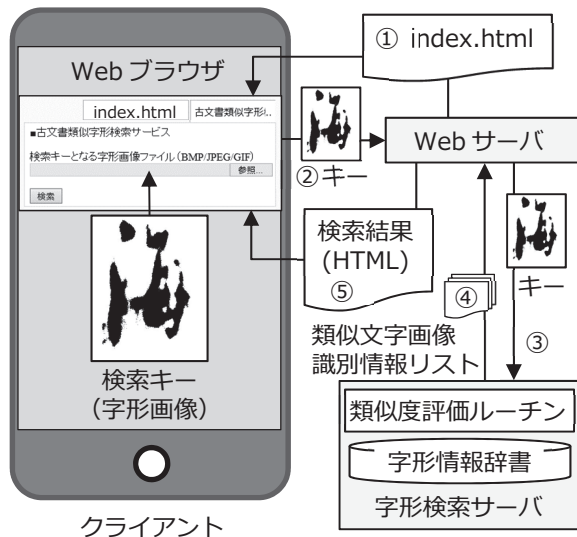 Web ブラウザ
index.html
古文書類似字形
■古文書類似字形検索サービス
検索キーとなる字形画像ファイル(BMP/JPEG/GIF)
参照...
検索
海
検索キー
(字形画像)
クライアント
① index.html
海
② キー
Web サーバ
検索結果
(HTML)
⑤
④
海
キー
③
類似文字画像
識別情報リスト
類似度評価ルーチン
字形情報辞書
字形検索サーバ